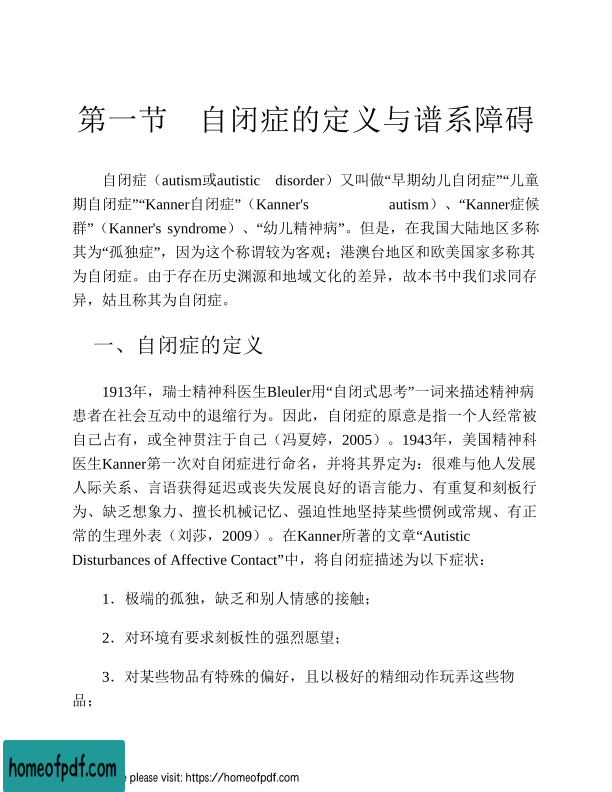 第一节　自闭症的定义与谱系障碍
自闭症（autism或autistic disorder）又叫做“早期幼儿自闭症”“儿童
期自闭症”“Kanner自闭症”（Kanner's autism）、“Kanner症候
群”（Kanner's syndrome）、“幼儿精神病”。但是，在我国大陆地区多称
其为“孤独症”，因为这个称谓较为客观；港澳台地区和欧美国家多称其
为自闭症。由于存在历史渊源和地域文化的差异，故本书中我们求同存
异，姑且称其为自闭症。
一、自闭症的定义
1913年，瑞士精神科医生Bleuler用“自闭式思考”一词来描述精神病
患者在社会互动中的退缩行为。因此，自闭症的原意是指一个人经常被
自己占有，或全神贯注于自己（冯夏婷，2005）。1943年，美国精神科
医生Kanner第一次对自闭症进行命名，并将其界定为：很难与他人发展
人际关系、言语获得延迟或丧失发展良好的语言能力、有重复和刻板行
为、缺乏想象力、擅长机械记忆、强迫性地坚持某些惯例或常规、有正
常的生理外表（刘莎，2009）。在Kanner所著的文章“Autistic
Disturbances of Affective Contact”中，将自闭症描述为以下症状：
1．极端的孤独，缺乏和别人情感的接触；
2．对环境有要求刻板性的强烈愿望；
3．对某些物品有特殊的偏好，且以极好的精细动作玩弄这些物
品；
homeofpdf.com
please visit: https://homeofpdf.com